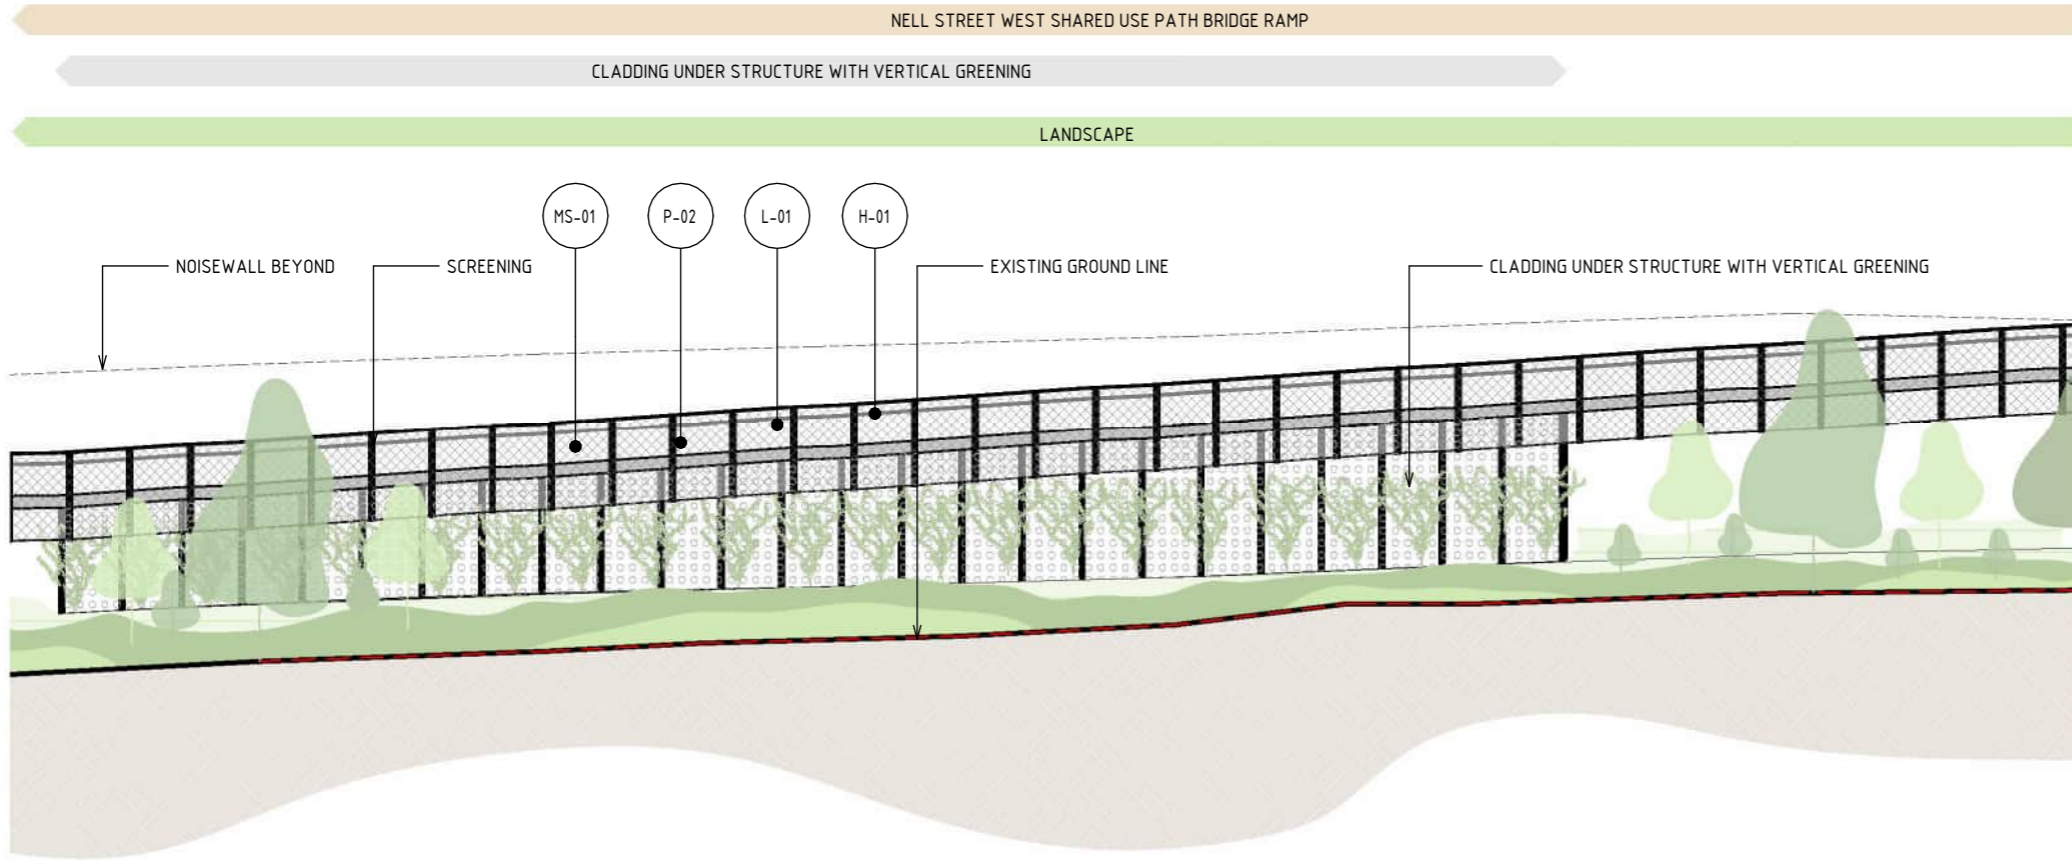 NELL STREET WEST SHARED USE PATH BRIDGE RAMP
CLADDING UNDER STRUCTURE WITH VERTICAL GREENING
LANDSCAPE
MS-01
P-02
L-01
H-01
NOISEWALL BEYOND
SCREENING
EXISTING GROUND LINE
CLADDING UNDER STRUCTURE WITH VERTICAL GREENING